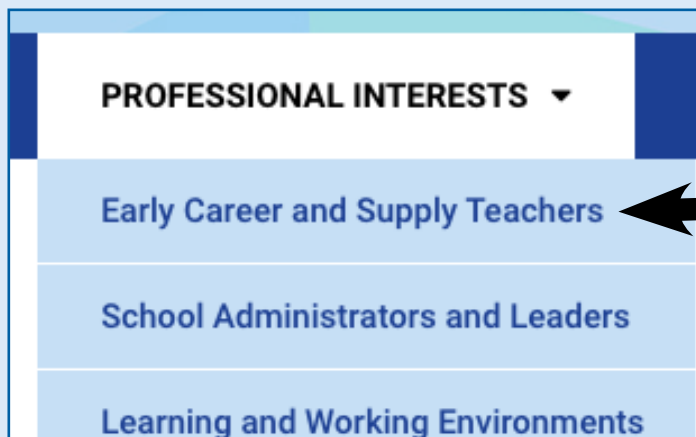 PROFESSIONAL INTERESTS
Early Career and Supply Teachers
School Administrators and Leaders
Learning and Working Environments